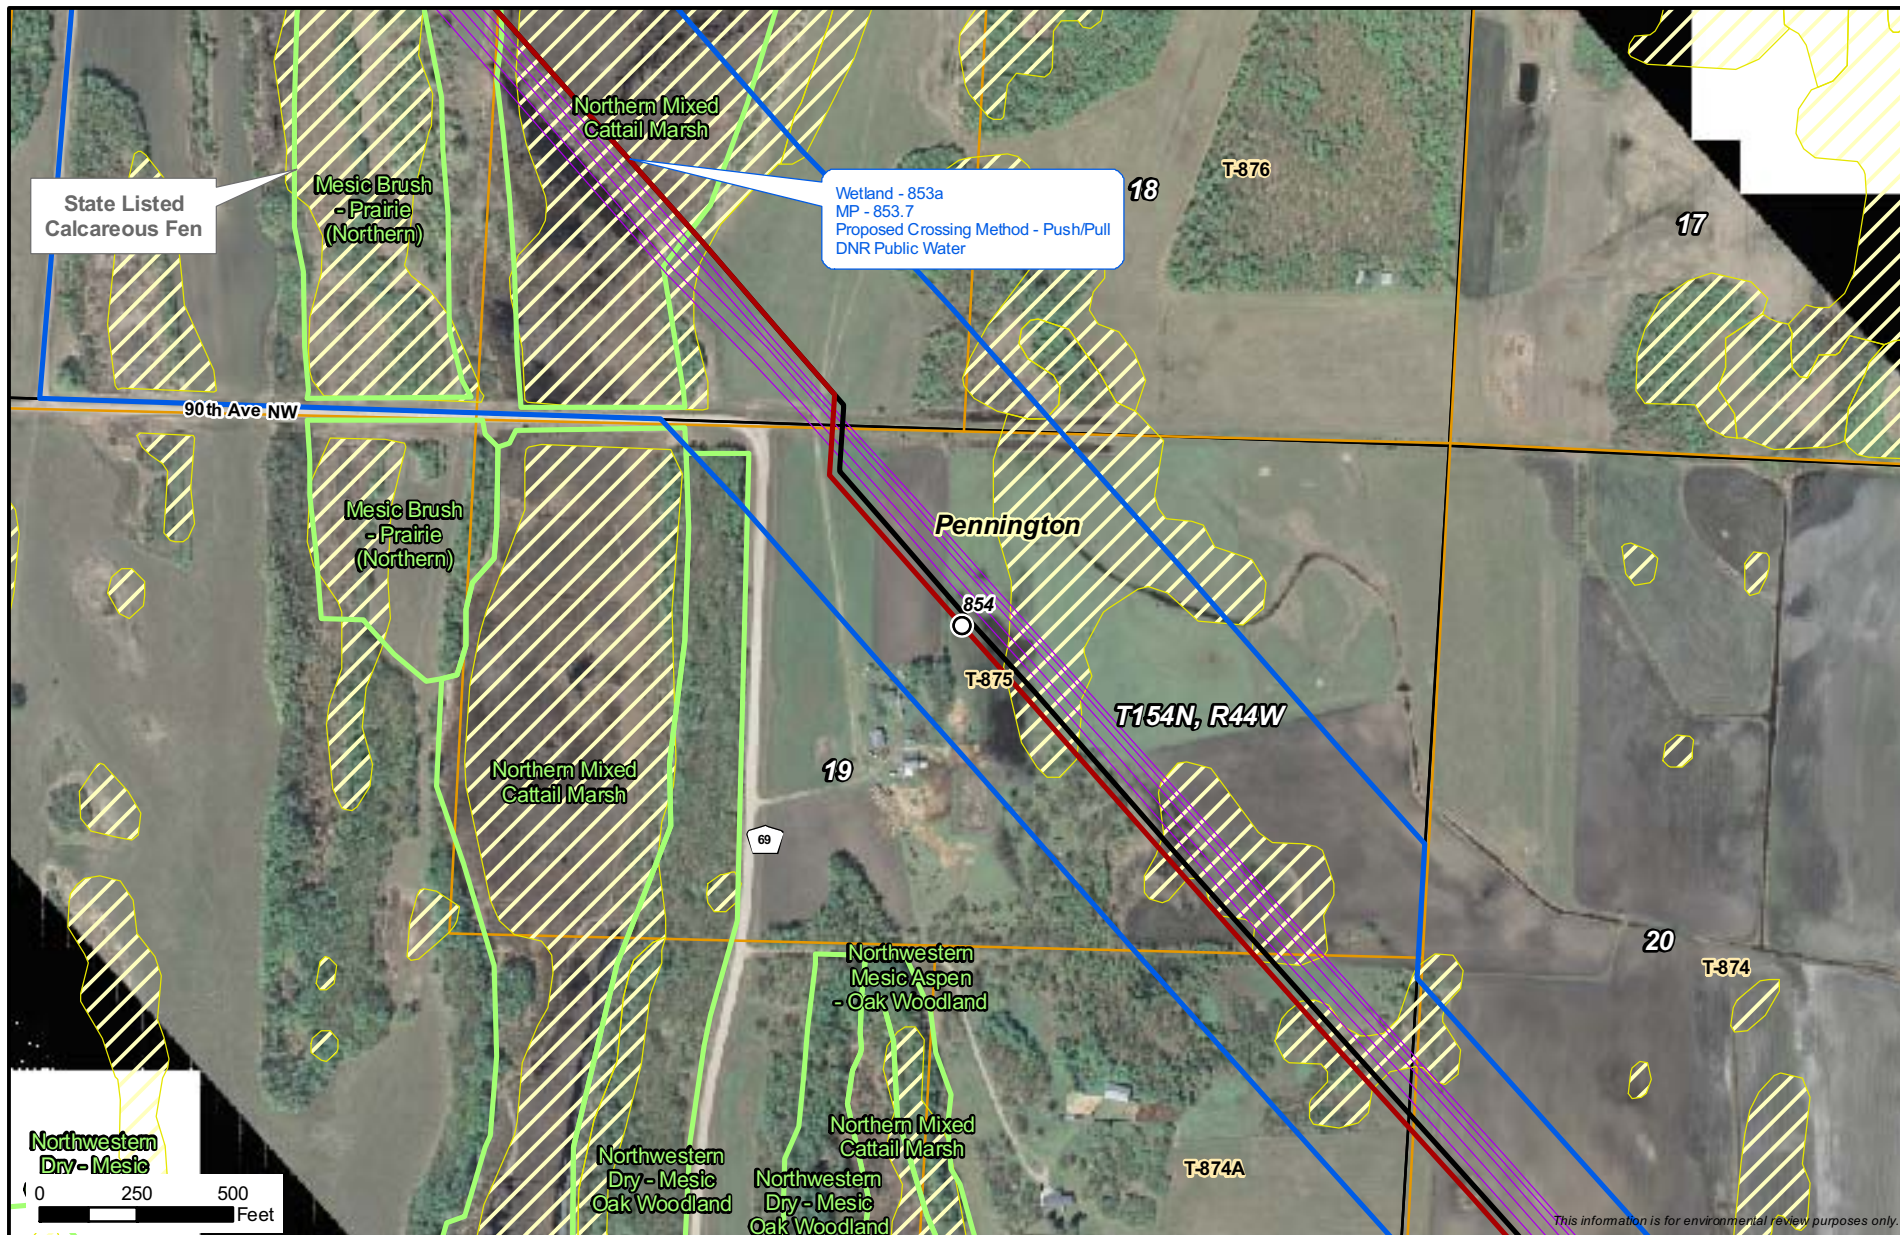 Northern Mixed
Cattail Marsh
State Listed
Calcareous Fen
Mesic Brush
- Prairie
(Northern)
Wetland - 853a
MP - 853.7
Proposed Crossing Method - Push/Pull
DNR Public Water
18
T-876
17
90th Ave NW
Mesic Brush
- Prairie
(Northern)
Pennington
854
T-875
T154N, R44W
19
Northern Mixed
Cattail Marsh
69
20
T-874
Northwestern
Mesic Aspen
- Oak Woodland
Northern Mixed
Cattail Marsh
Northwestern
Dry - Mesic
Northwestern
Dry - Mesic
Oak Woodland
Northwestern
Dry - Mesic
Oak Woodland
T-874A
0 250 500
Feet
This information is for environmental review purposes only.